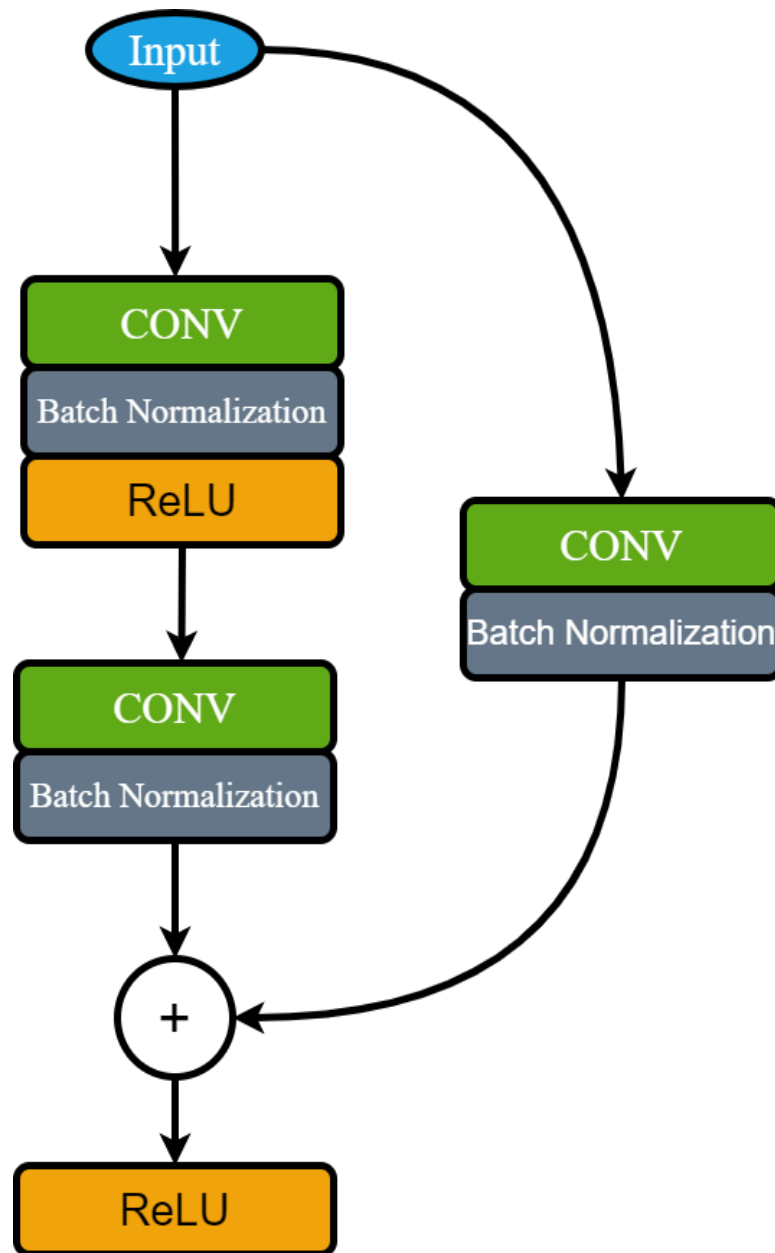 Input
CONV
Batch Normalization
ReLU
CONV
Batch Normalization
CONV
Batch Normalization
+
ReLU